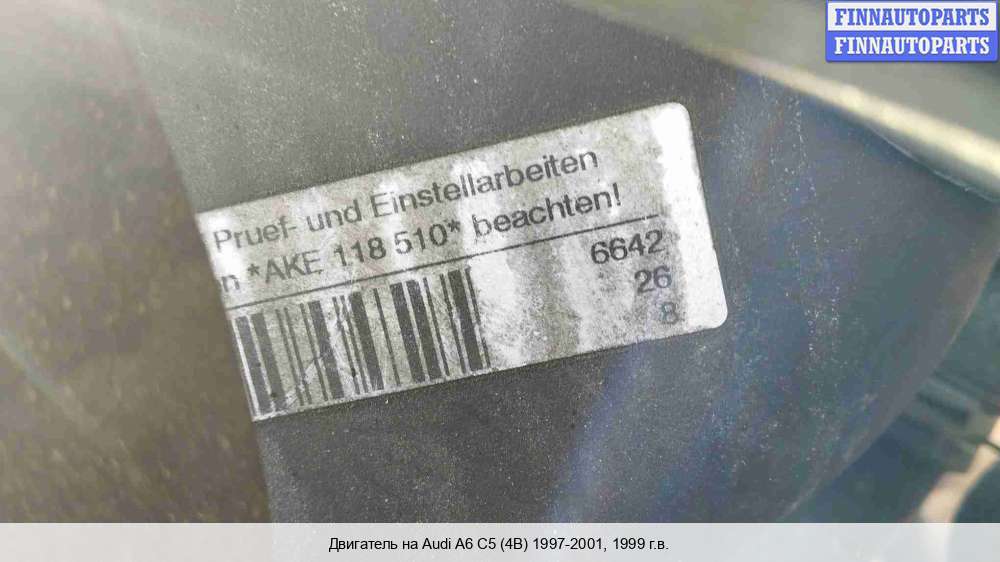 FINNAUTOPARTS
FINNAUTOPARTS
Pruef- und Einstellarbeiten
n *AKE 118 510* beachten!
6642
26
8
Двигатель на Audi A6 C5 (4B) 1997-2001, 1999 г.в.